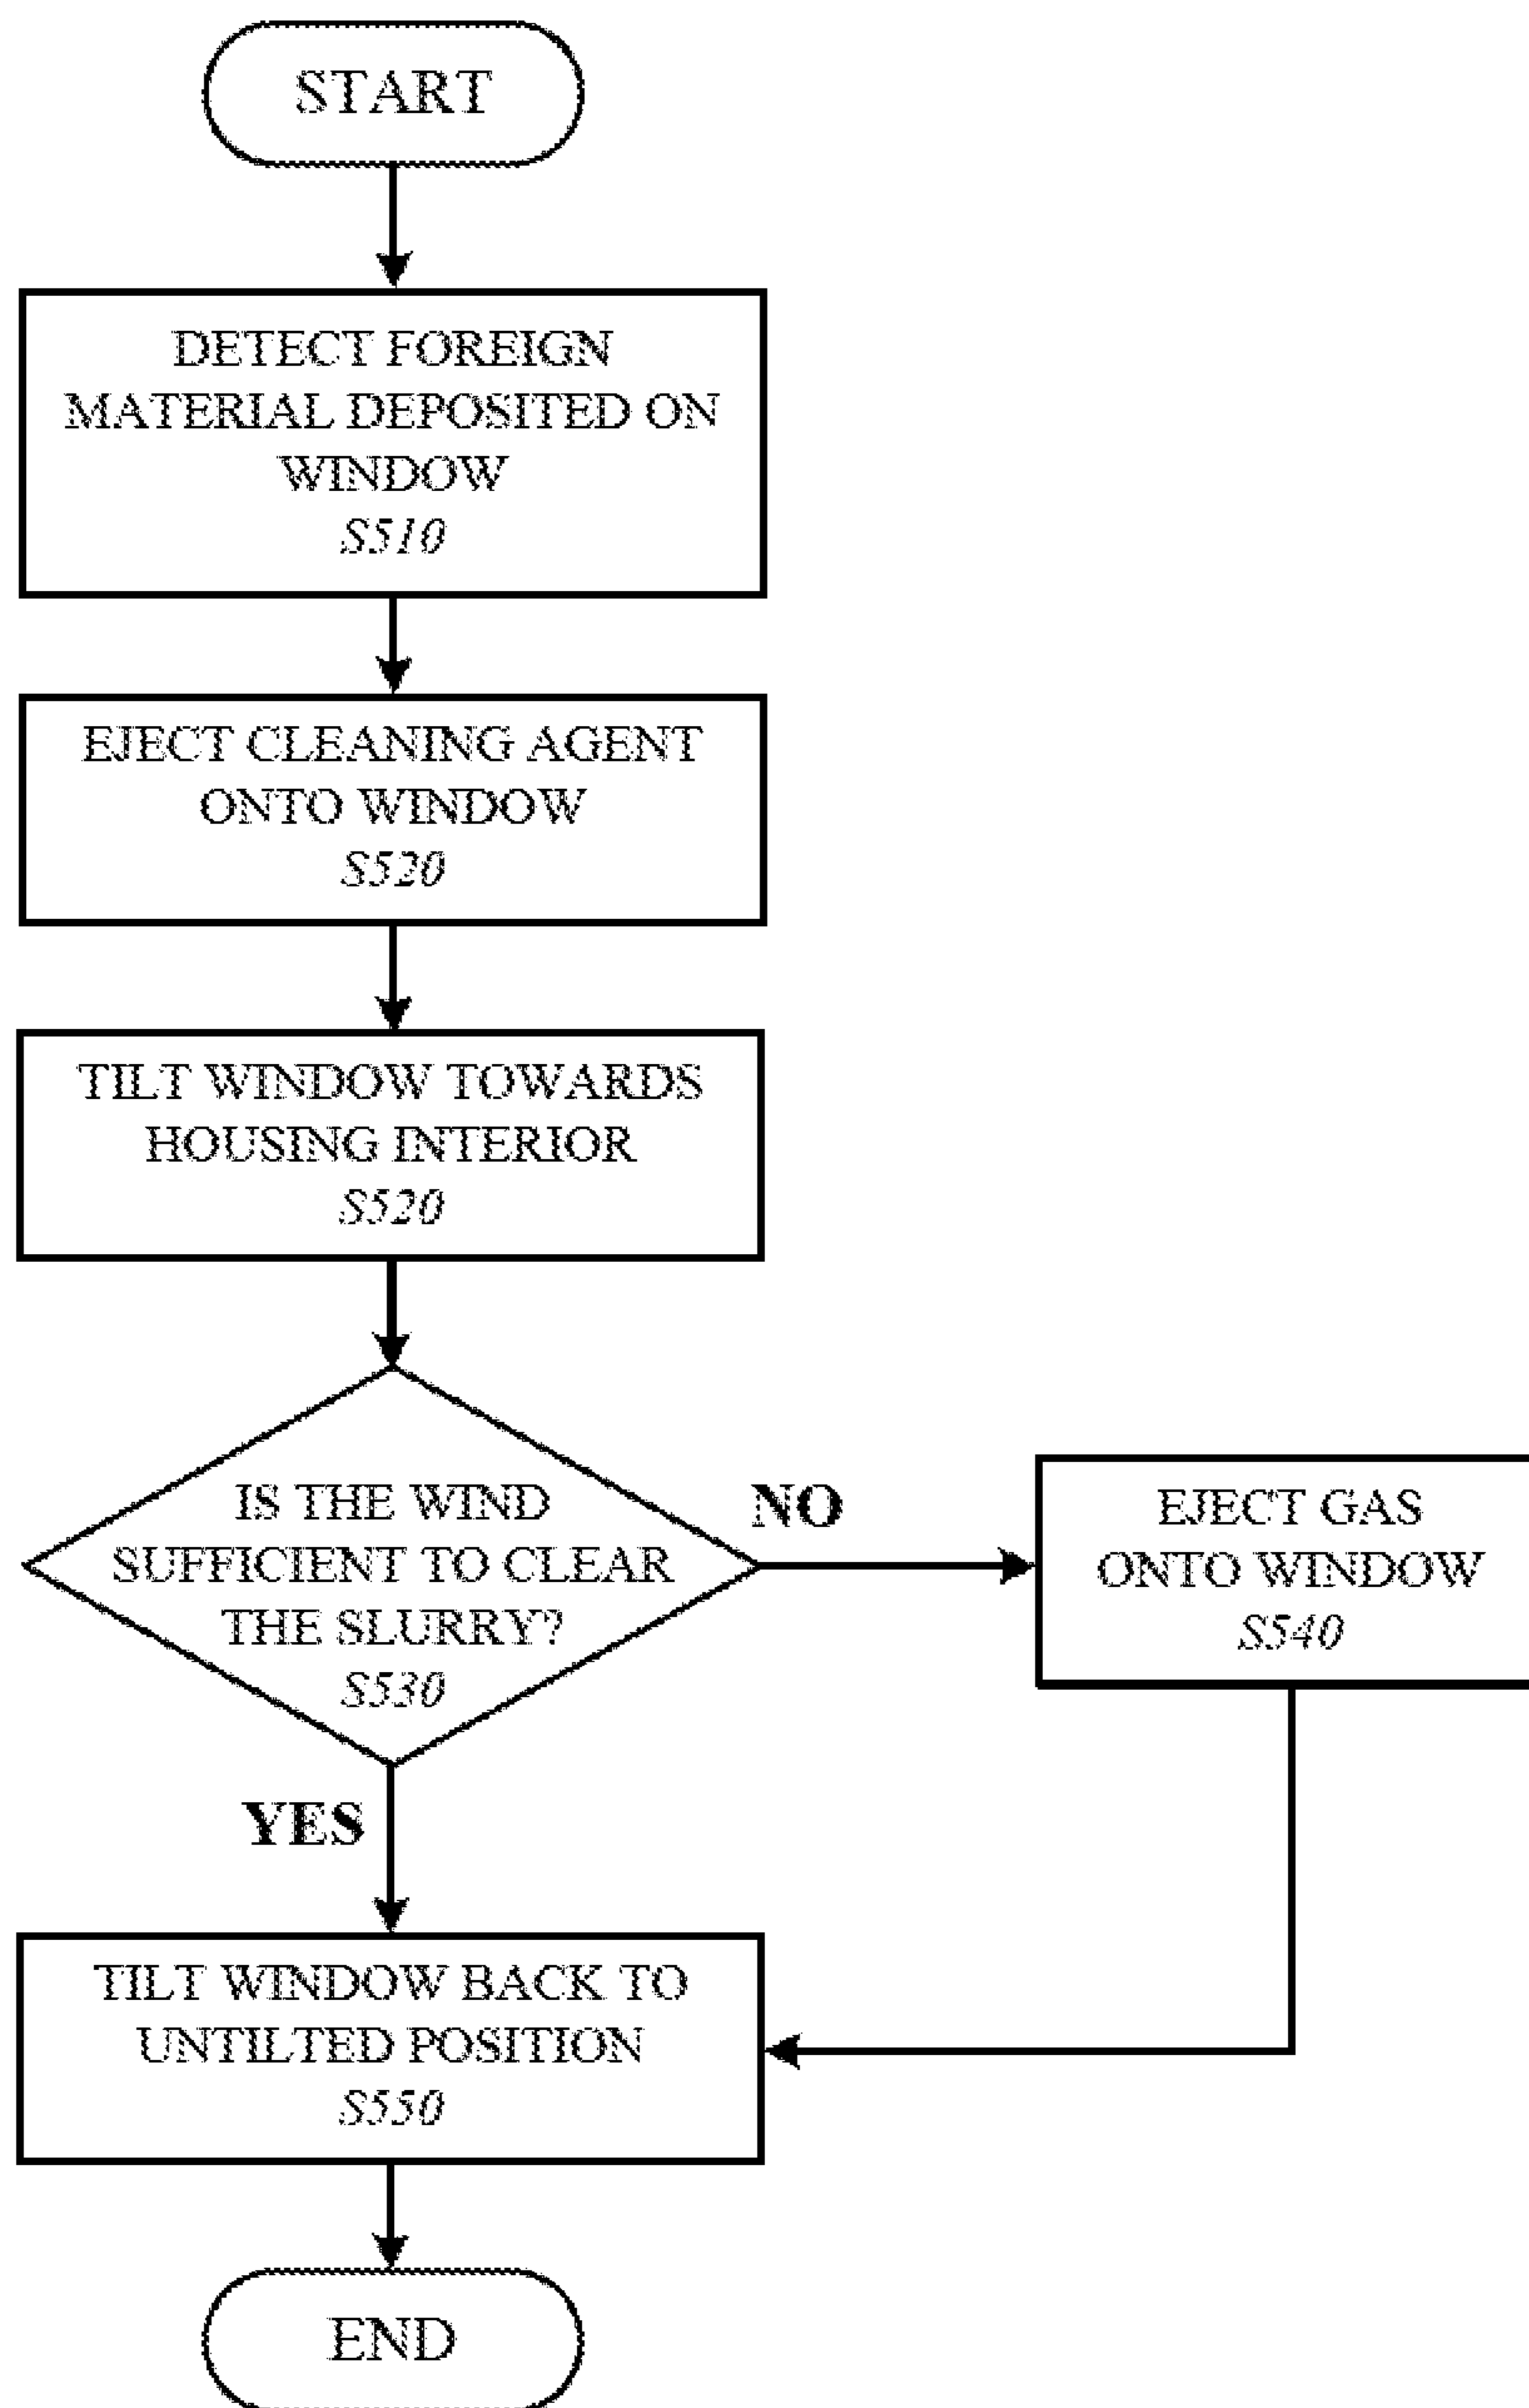 START
DETECT FOREIGN
MATERIAL DEPOSITED ON
WINDOW
S510
EJECT CLEANING AGENT
ONTO WINDOW
S520
TILT WINDOW TOWARDS
HOUSING INTERIOR
S520
IS THE WIND
SUFFICIENT TO CLEAR
THE SLURRY?
S530
NO
EJECT GAS
ONTO WINDOW
S540
YES
TILT WINDOW BACK TO
UNTILTED POSITION
S550
END